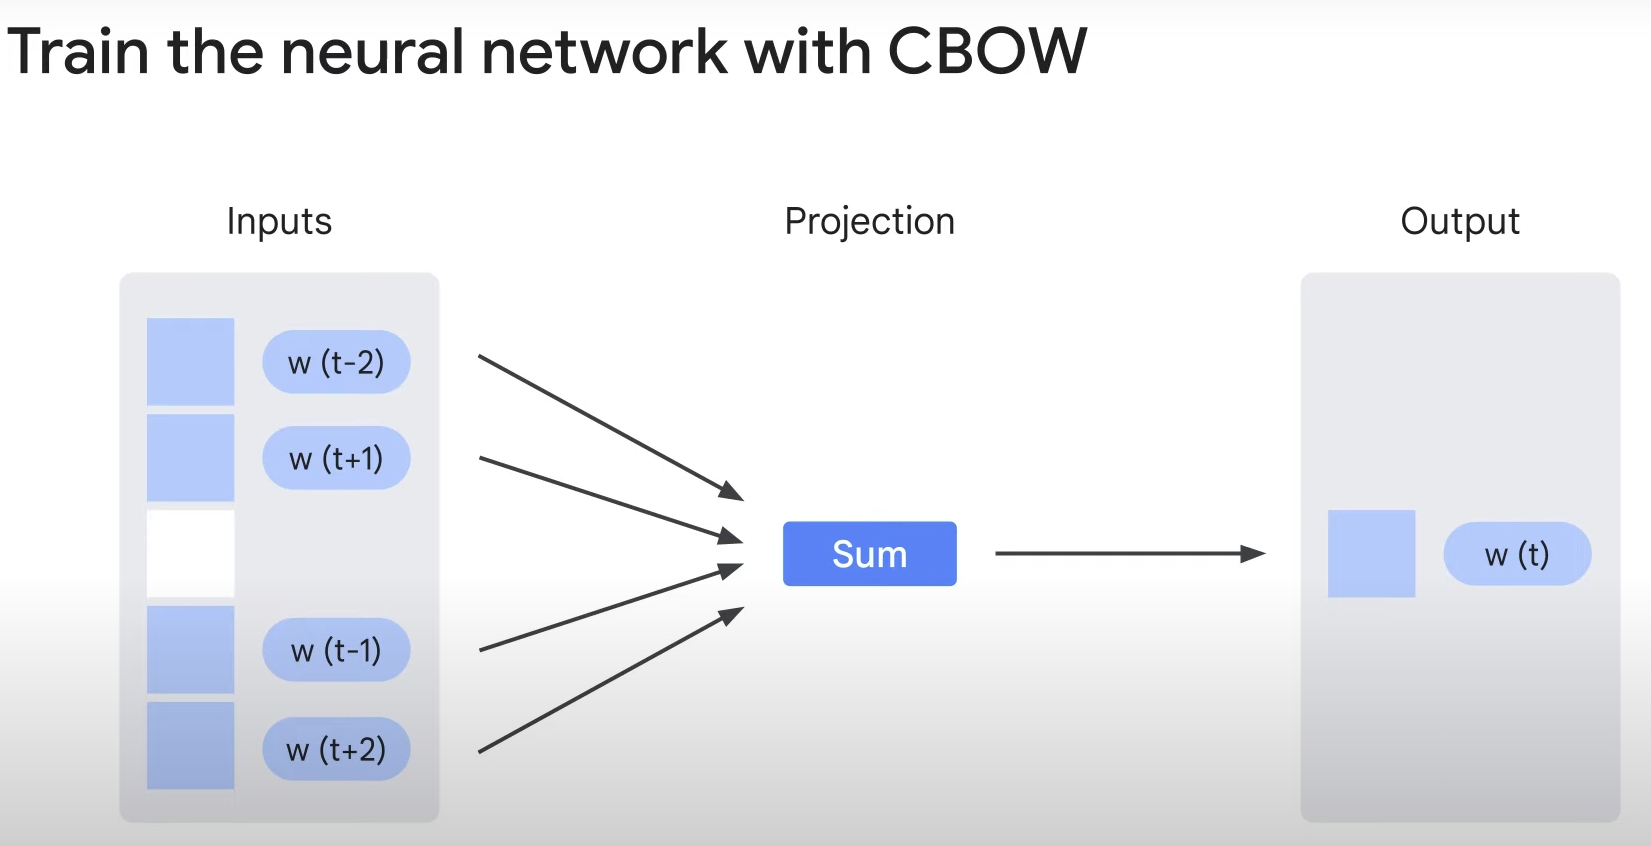 Train the neural network with CBOW
Inputs
Projection
Output
w (t-2)
w (t+1)
w (t-1)
w (t+2)
Sum
w (t)